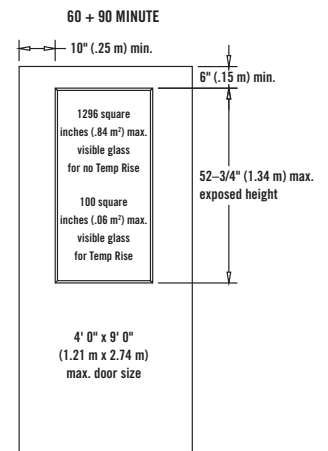 60 + 90 MINUTE
10" (.25 m) min.
6" (.15 m) min.
1296 square
inches (.84 m²) max.
visible glass
for no Temp Rise
100 square
inches (.06 m²) max.
visible glass
for Temp Rise
52–3/4" (1.34 m) max.
exposed height
4' 0" x 9' 0"
(1.21 m x 2.74 m)
max. door size